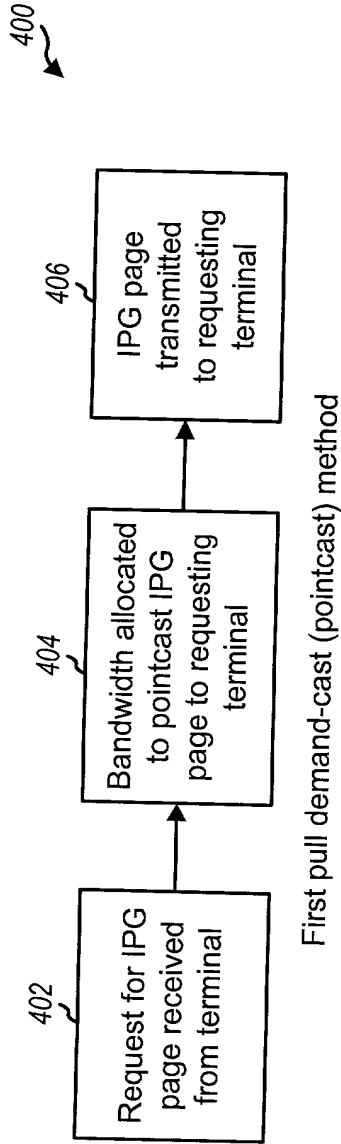 400
402
Request for IPG
page received
from terminal
404
Bandwidth allocated
to pointcast IPG
page to requesting
terminal
406
IPG page
transmitted
to requesting
terminal
First pull demand-cast (pointcast) method